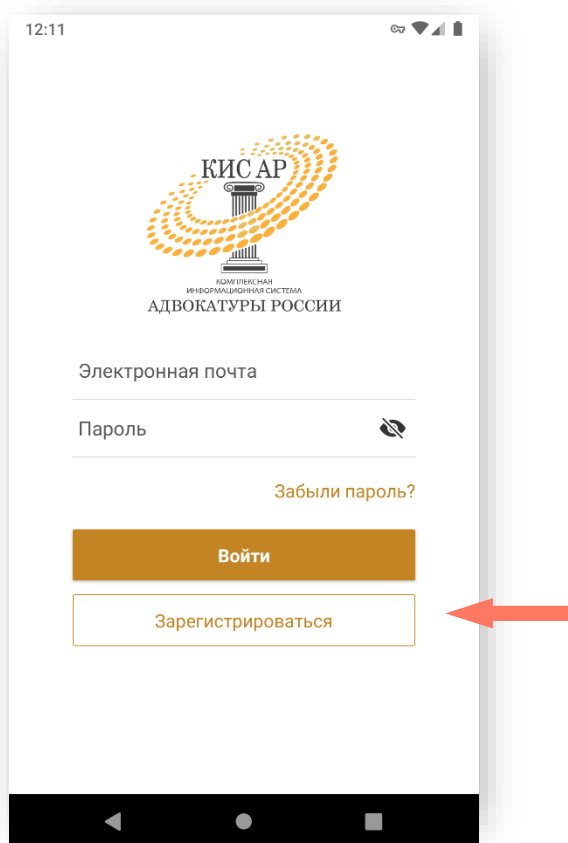 12:11
КИС АР
КОМПЛЕКСНАЯ
ИНФОРМАЦИОННАЯ СИСТЕМА
АДВОКАТУРЫ РОССИИ
Электронная почта
Пароль
Забыли пароль?
Войти
Зарегистрироваться